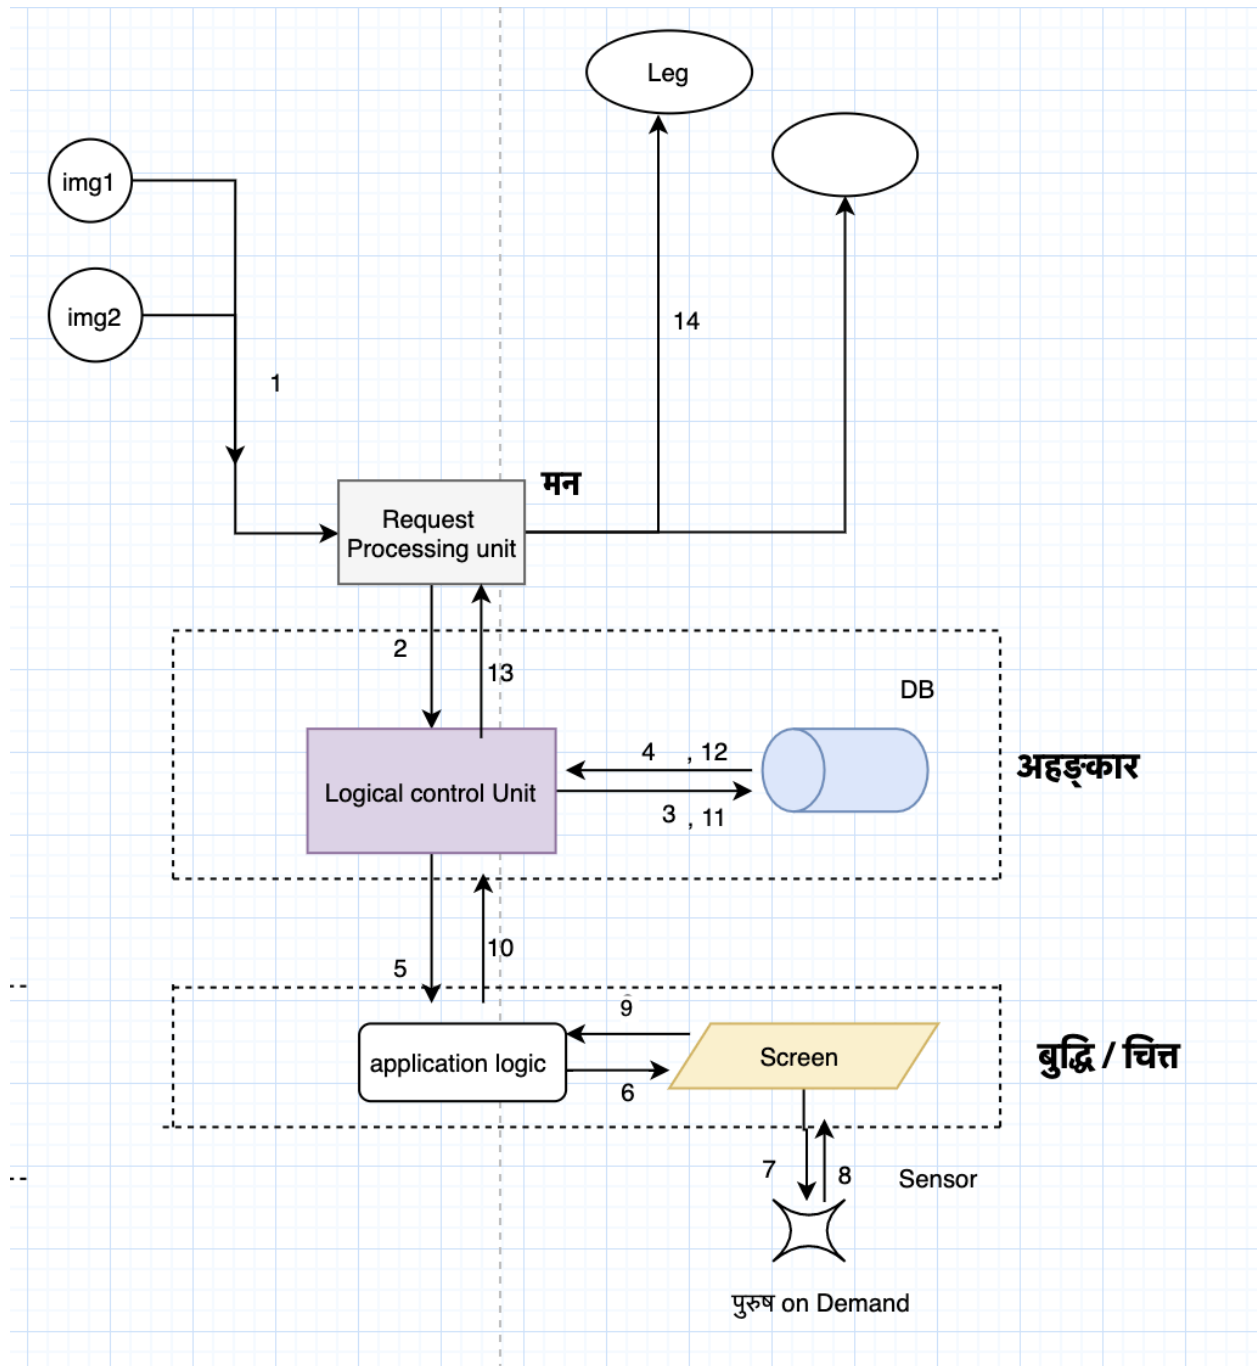 Leg
img1
img2
14
1
मन
Request
Processing unit
2
13
DB
4 , 12
अहङ्कार
Logical control Unit
3 , 11
10
5
9
बुद्धि / चित्त
Screen
application logic
6
7
8
Sensor
पुरुष on Demand